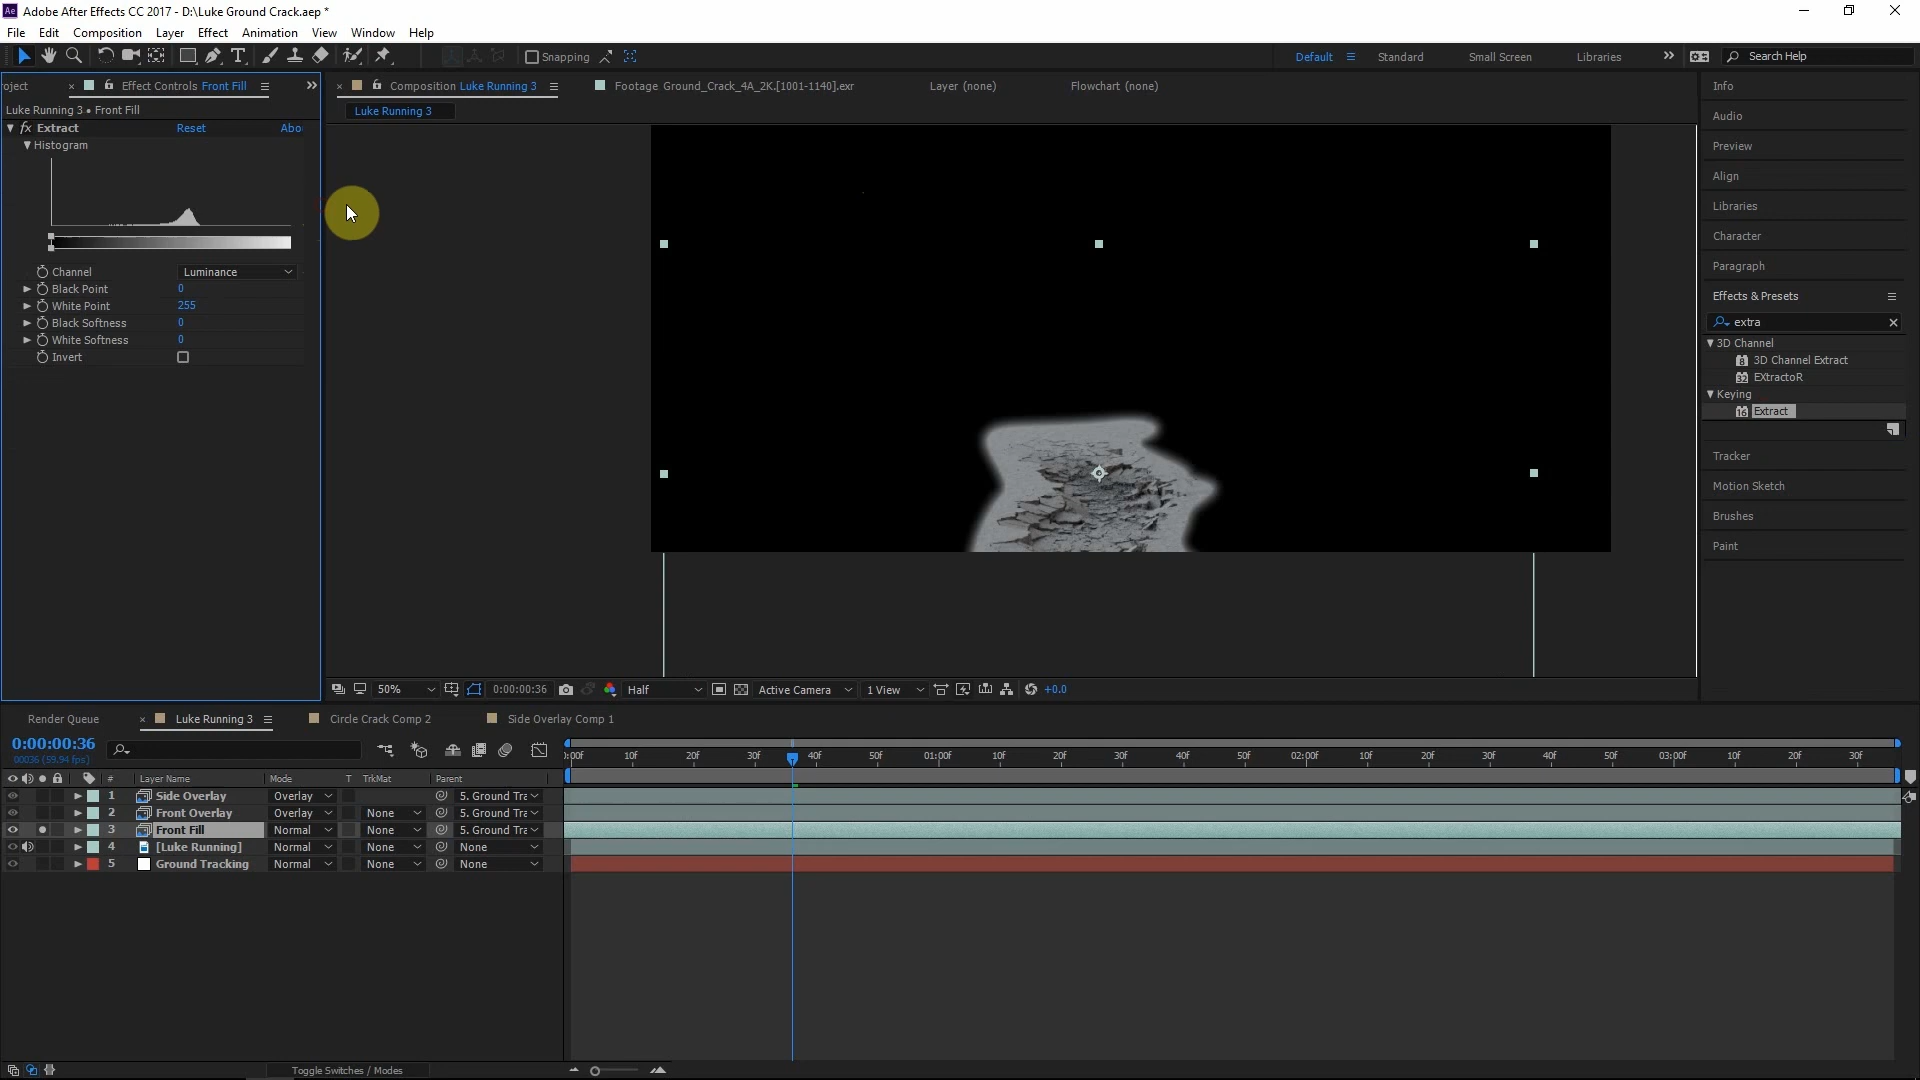 Adobe After Effects CC 2017 - D:\Luke Ground Crack.aep *
File Edit Composition Layer Effect Animation View Window Help
Snapping Default Standard Small Screen Libraries Search Help
roject Effect Controls Front Fill
Luke Running 3 • Front Fill
fx Extract Reset Abo
Histogram
Channel Luminance
Black Point 0
White Point 255
Black Softness 0
White Softness 0
Invert
Composition Luke Running 3 Footage Ground_Crack_4A_2K.[1001-1140].exr Layer (none) Flowchart (none)
Luke Running 3
50% 0:00:00:36 Half Active Camera 1 View +0.0
Info
Audio
Preview
Align
Libraries
Character
Paragraph
Effects & Presets
extra
3D Channel
3D Channel Extract
EXtractoR
Keying
Extract
Tracker
Motion Sketch
Brushes
Paint
Render Queue Luke Running 3 Circle Crack Comp 2 Side Overlay Comp 1
0:00:00:36
00036 (59.94 fps)
# Layer Name Mode T TrkMat Parent
1 Side Overlay Overlay 5. Ground Tra
2 Front Overlay Overlay None 5. Ground Tra
3 Front Fill Normal None 5. Ground Tra
4 [Luke Running] Normal None None
5 Ground Tracking Normal None None
):00f 10f 20f 30f 40f 50f 01:00f 10f 20f 30f 40f 50f 02:00f 10f 20f 30f 40f 50f 03:00f 10f 20f 30f
Toggle Switches / Modes